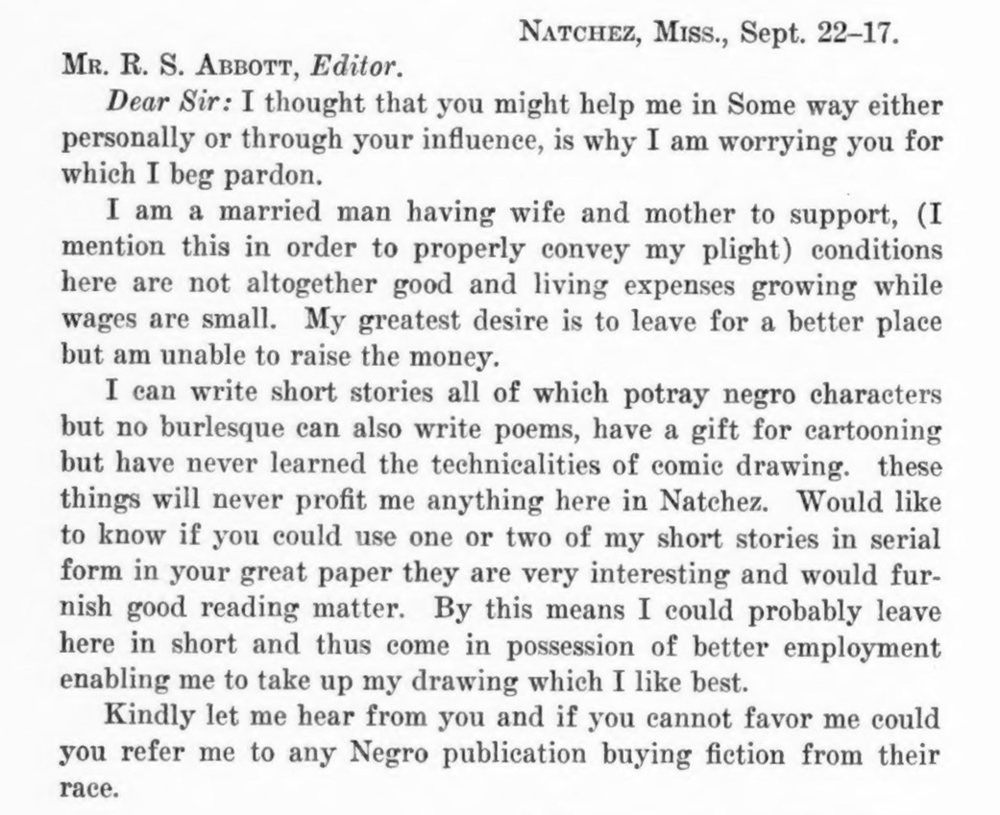 NATCHEZ, MISS., Sept. 22–17.
MR. R. S. ABBOTT, Editor.
Dear Sir: I thought that you might help me in Some way either
personally or through your influence, is why I am worrying you for
which I beg pardon.
I am a married man having wife and mother to support, (I
mention this in order to properly convey my plight) conditions
here are not altogether good and living expenses growing while
wages are small. My greatest desire is to leave for a better place
but am unable to raise the money.
I can write short stories all of which potray negro characters
but no burlesque can also write poems, have a gift for cartooning
but have never learned the technicalities of comic drawing. these
things will never profit me anything here in Natchez. Would like
to know if you could use one or two of my short stories in serial
form in your great paper they are very interesting and would fur-
nish good reading matter. By this means I could probably leave
here in short and thus come in possession of better employment
enabling me to take up my drawing which I like best.
Kindly let me hear from you and if you cannot favor me could
you refer me to any Negro publication buying fiction from their
race.